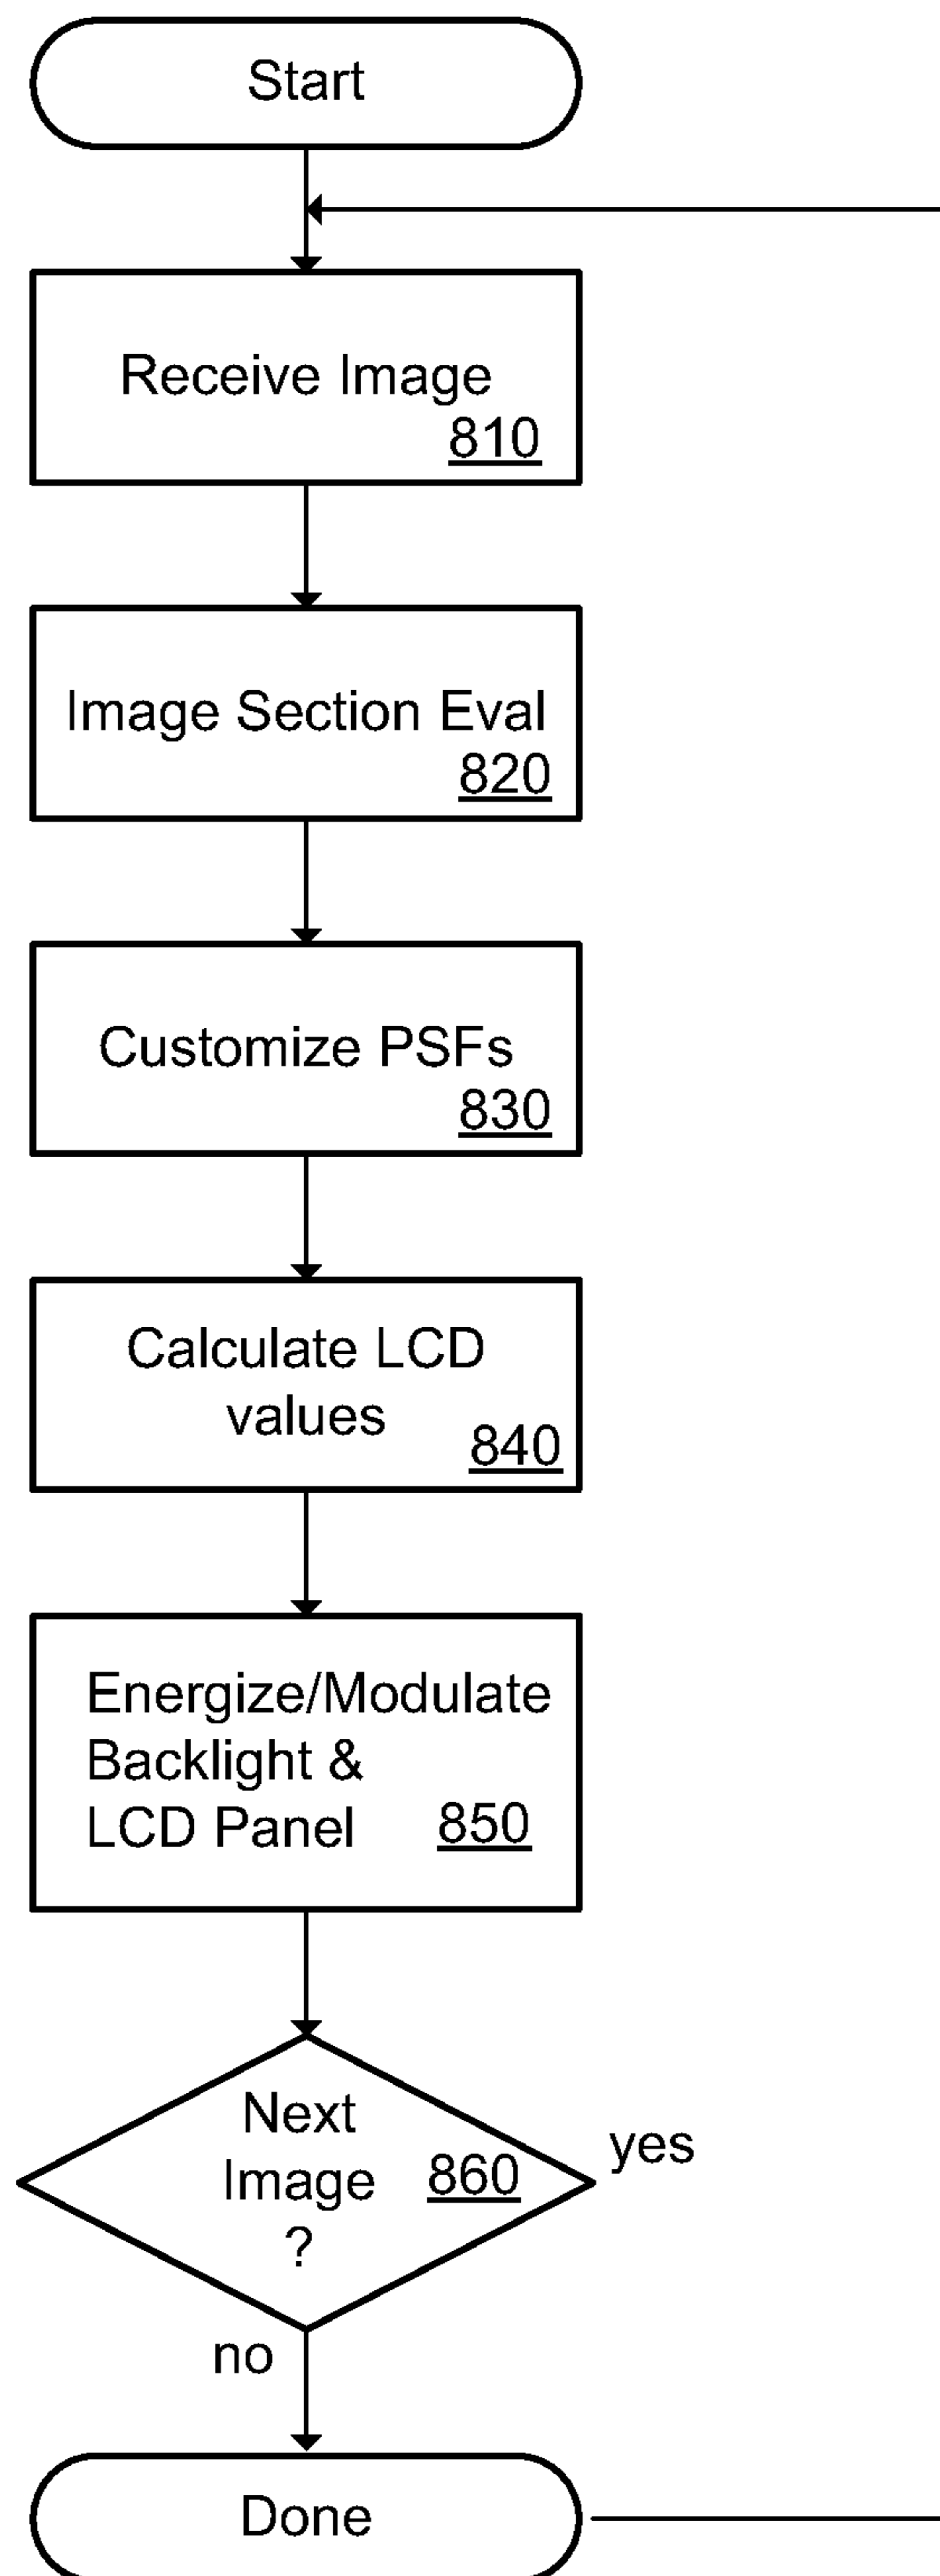 Start
Receive Image
810
Image Section Eval
820
Customize PSFs
830
Calculate LCD
values
840
Energize/Modulate
Backlight &
LCD Panel 850
Next
Image 860
?
yes
no
Done